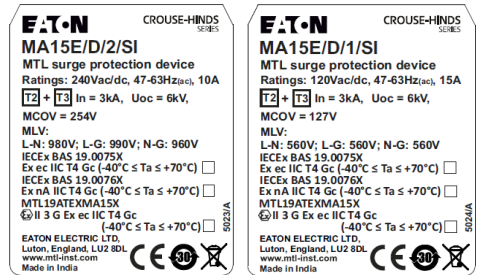 EATON
CROUSE-HINDS
SERIES
MA15E/D/2/SI
MTL surge protection device
Ratings: 240Vac/dc, 47-63Hz(ac), 10A
T2 + T3 In = 3kA, Uoc = 6kV,
MCOV = 254V
MLV:
L-N: 980V; L-G: 990V; N-G: 960V
IECEx BAS 19.0075X
Ex ec IIC T4 Gc (-40°C ≤ Ta ≤ +70°C)
IECEx BAS 19.0076X
Ex nA IIC T4 Gc (-40°C ≤ Ta ≤ +70°C)
MTL19ATEXMA15X
Ex II 3 G Ex ec IIC T4 Gc
(-40°C ≤ Ta ≤ +70°C)
EATON ELECTRIC LTD,
Luton, England, LU2 8DL
www.mtl-inst.com
Made in India
CE
30
5023/A
EATON
CROUSE-HINDS
SERIES
MA15E/D/1/SI
MTL surge protection device
Ratings: 120Vac/dc, 47-63Hz(ac), 15A
T2 + T3 In = 3kA, Uoc = 6kV,
MCOV = 127V
MLV:
L-N: 560V; L-G: 560V; N-G: 560V
IECEx BAS 19.0075X
Ex ec IIC T4 Gc (-40°C ≤ Ta ≤ +70°C)
IECEx BAS 19.0076X
Ex nA IIC T4 Gc (-40°C ≤ Ta ≤ +70°C)
MTL19ATEXMA15X
Ex II 3 G Ex ec IIC T4 Gc
(-40°C ≤ Ta ≤ +70°C)
EATON ELECTRIC LTD,
Luton, England, LU2 8DL
www.mtl-inst.com
Made in India
CE
30
5024/A